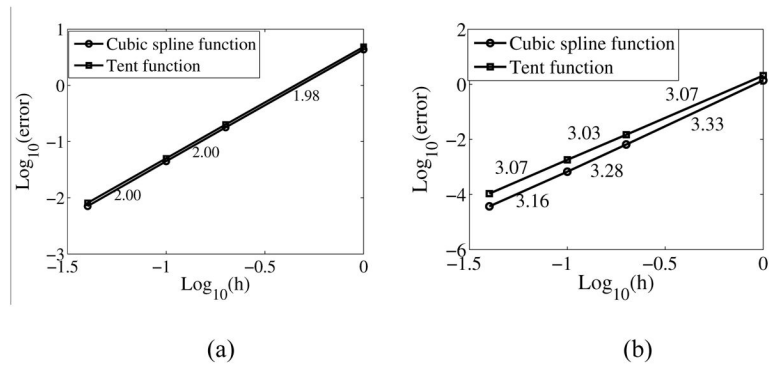 1
Cubic spline function
Tent function
0
1.98
Log10(error)
−1
2.00
−2
2.00
−3
−1.5 −1 −0.5 0
Log10(h)
(a)
2
Cubic spline function
Tent function
0
3.07
3.33
Log10(error)
−2
3.03
3.07
3.28
−4
3.16
−6
−1.5 −1 −0.5 0
Log10(h)
(b)